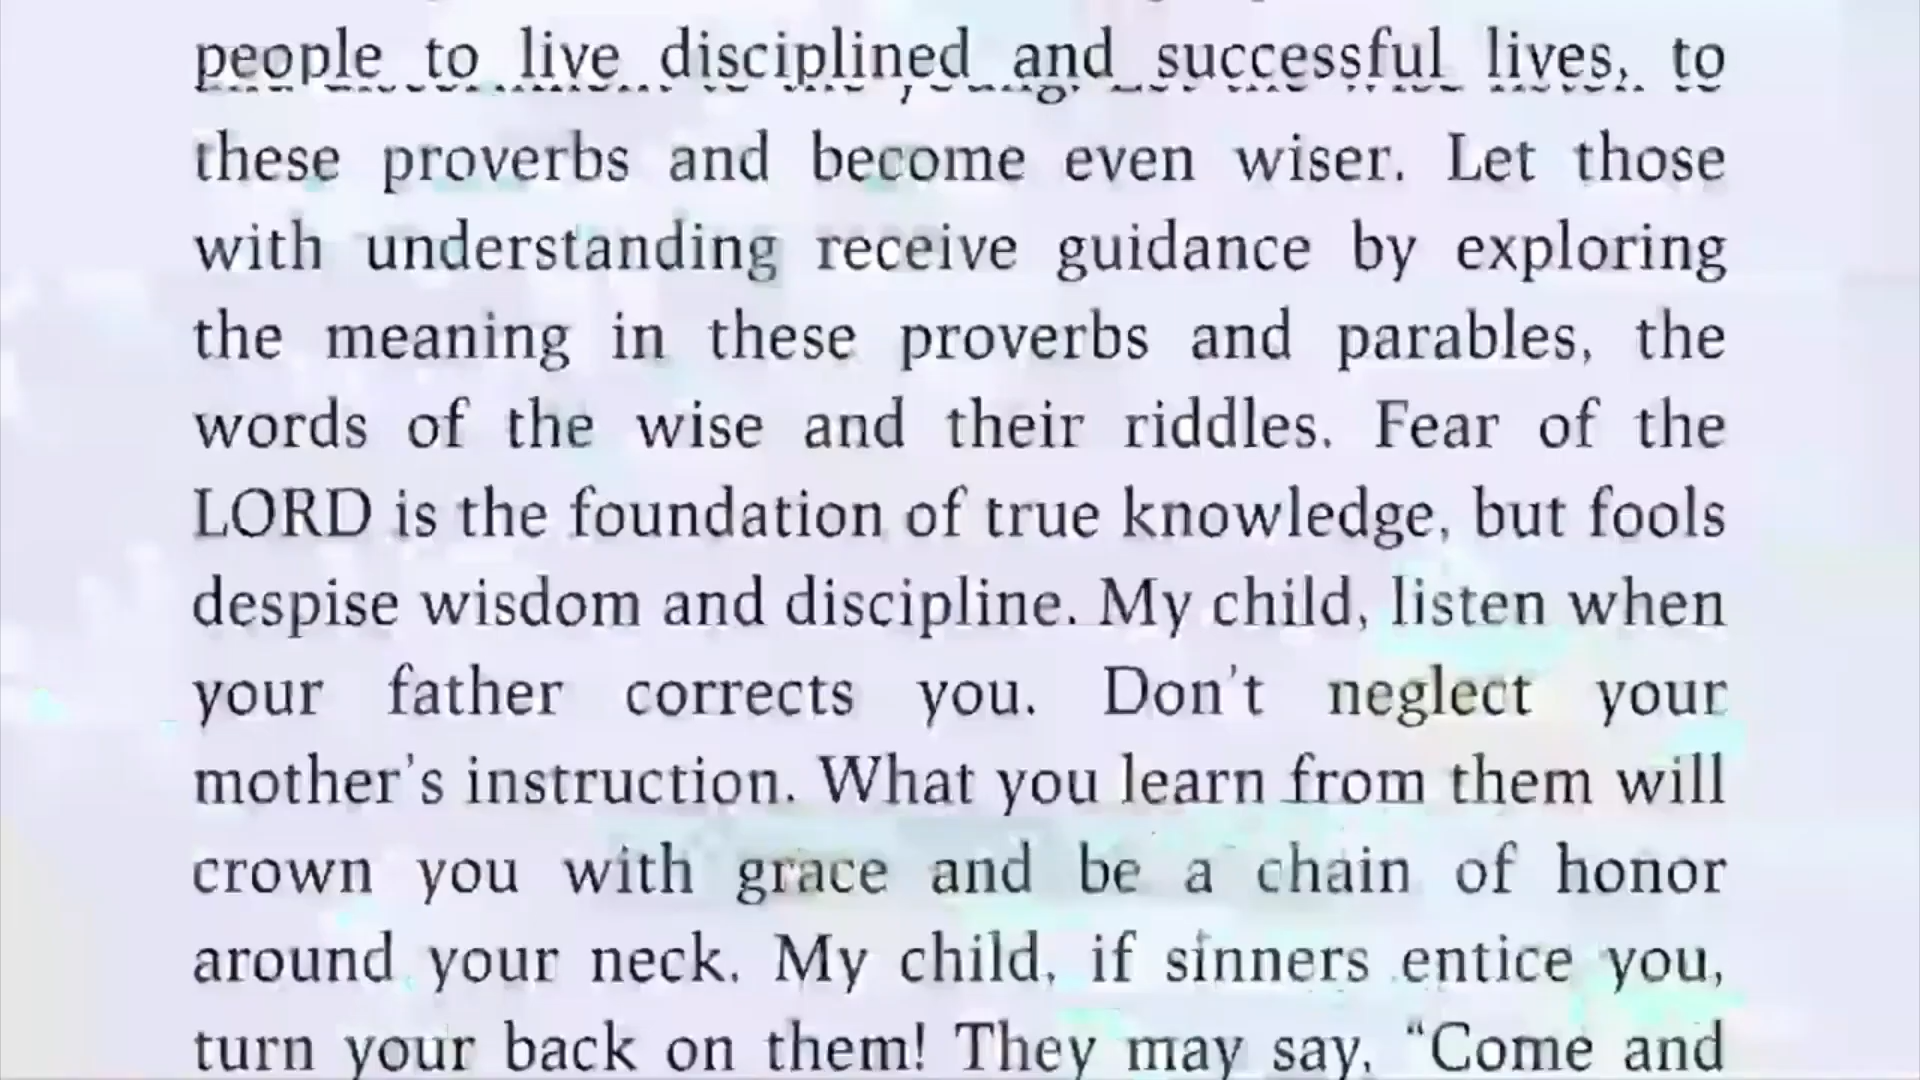 people to live disciplined and successful lives, to
these proverbs and become even wiser. Let those
with understanding receive guidance by exploring
the meaning in these proverbs and parables, the
words of the wise and their riddles. Fear of the
LORD is the foundation of true knowledge, but fools
despise wisdom and discipline. My child, listen when
your father corrects you. Don't neglect your
mother's instruction. What you learn from them will
crown you with grace and be a chain of honor
around your neck. My child, if sinners entice you,
turn your back on them! They may say, “Come and